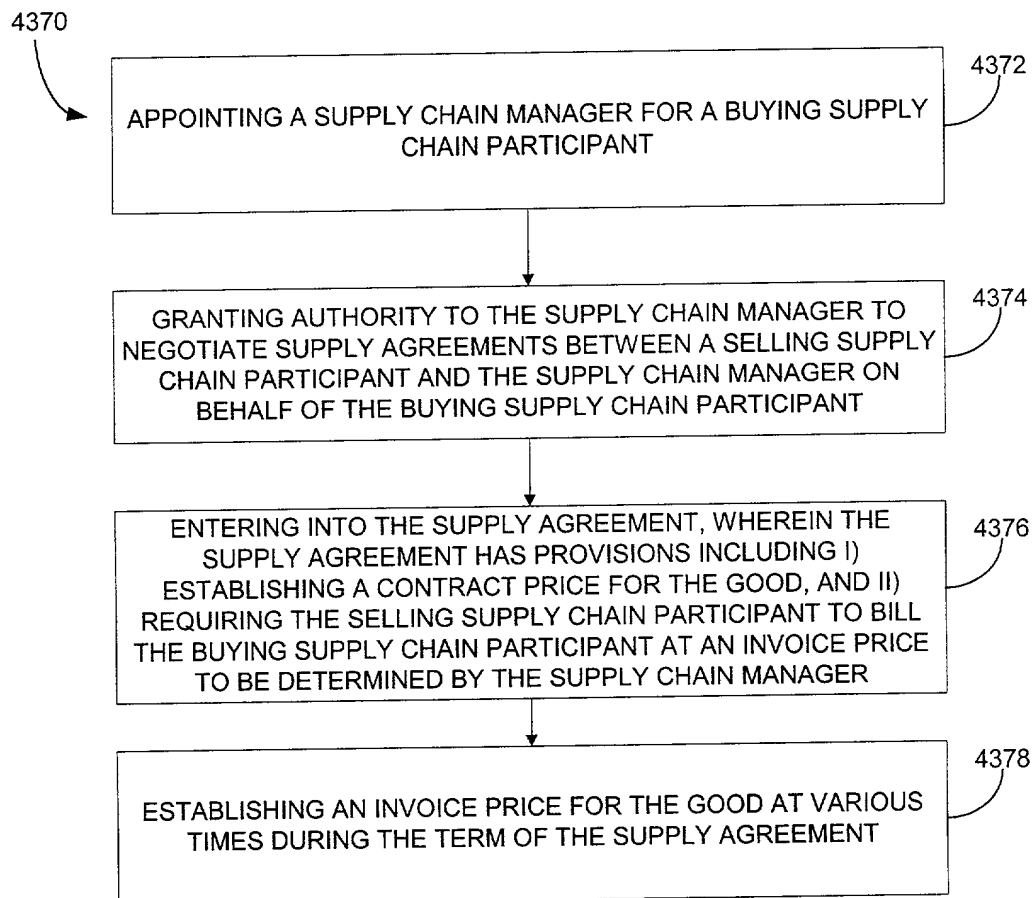 4370
4372
APPOINTING A SUPPLY CHAIN MANAGER FOR A BUYING SUPPLY
CHAIN PARTICIPANT
4374
GRANTING AUTHORITY TO THE SUPPLY CHAIN MANAGER TO
NEGOTIATE SUPPLY AGREEMENTS BETWEEN A SELLING SUPPLY
CHAIN PARTICIPANT AND THE SUPPLY CHAIN MANAGER ON
BEHALF OF THE BUYING SUPPLY CHAIN PARTICIPANT
4376
ENTERING INTO THE SUPPLY AGREEMENT, WHEREIN THE
SUPPLY AGREEMENT HAS PROVISIONS INCLUDING I)
ESTABLISHING A CONTRACT PRICE FOR THE GOOD, AND II)
REQUIRING THE SELLING SUPPLY CHAIN PARTICIPANT TO BILL
THE BUYING SUPPLY CHAIN PARTICIPANT AT AN INVOICE PRICE
TO BE DETERMINED BY THE SUPPLY CHAIN MANAGER
4378
ESTABLISHING AN INVOICE PRICE FOR THE GOOD AT VARIOUS
TIMES DURING THE TERM OF THE SUPPLY AGREEMENT